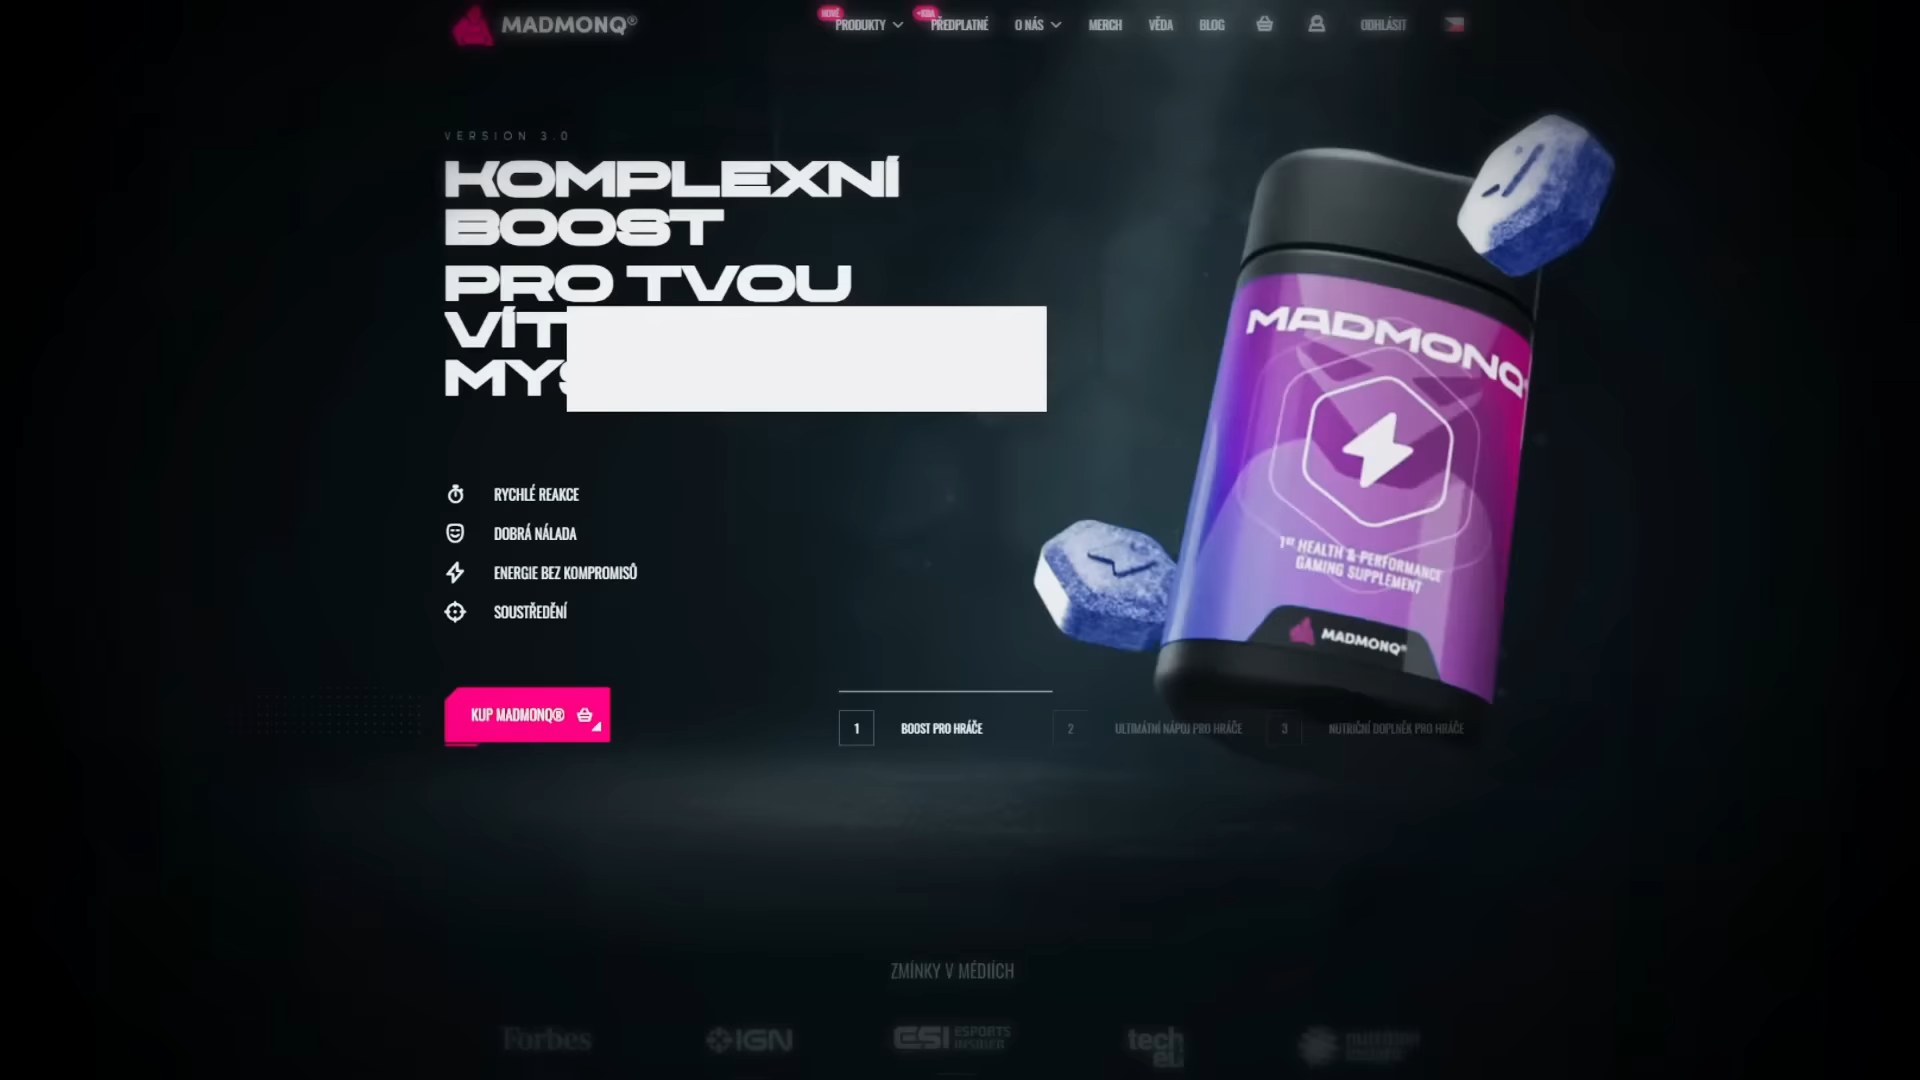 MADMONQ®
NOVÉ
PRODUKTY
PŘEDPLATNÉ
O NÁS
MERCH
VĚDA
BLOG
ODHLÁSIT
VERSION 3.0
KOMPLEXNÍ
BOOST
PRO TVOU
VÍT
MY
RYCHLÉ REAKCE
DOBRÁ NÁLADA
ENERGIE BEZ KOMPROMISŮ
SOUSTŘEDĚNÍ
KUP MADMONQ®
1 BOOST PRO HRÁČE
2 ULTIMÁTNÍ NÁPOJ PRO HRÁČE
3 NUTRIČNÍ DOPLNĚK PRO HRÁČE
MADMONQ®
1ST HEALTH & PERFORMANCE
GAMING SUPPLEMENT
MADMONQ®
ZMÍNKY V MÉDIÍCH
Forbes
IGN
ESI ESPORTS
INSIDER
tech
eu